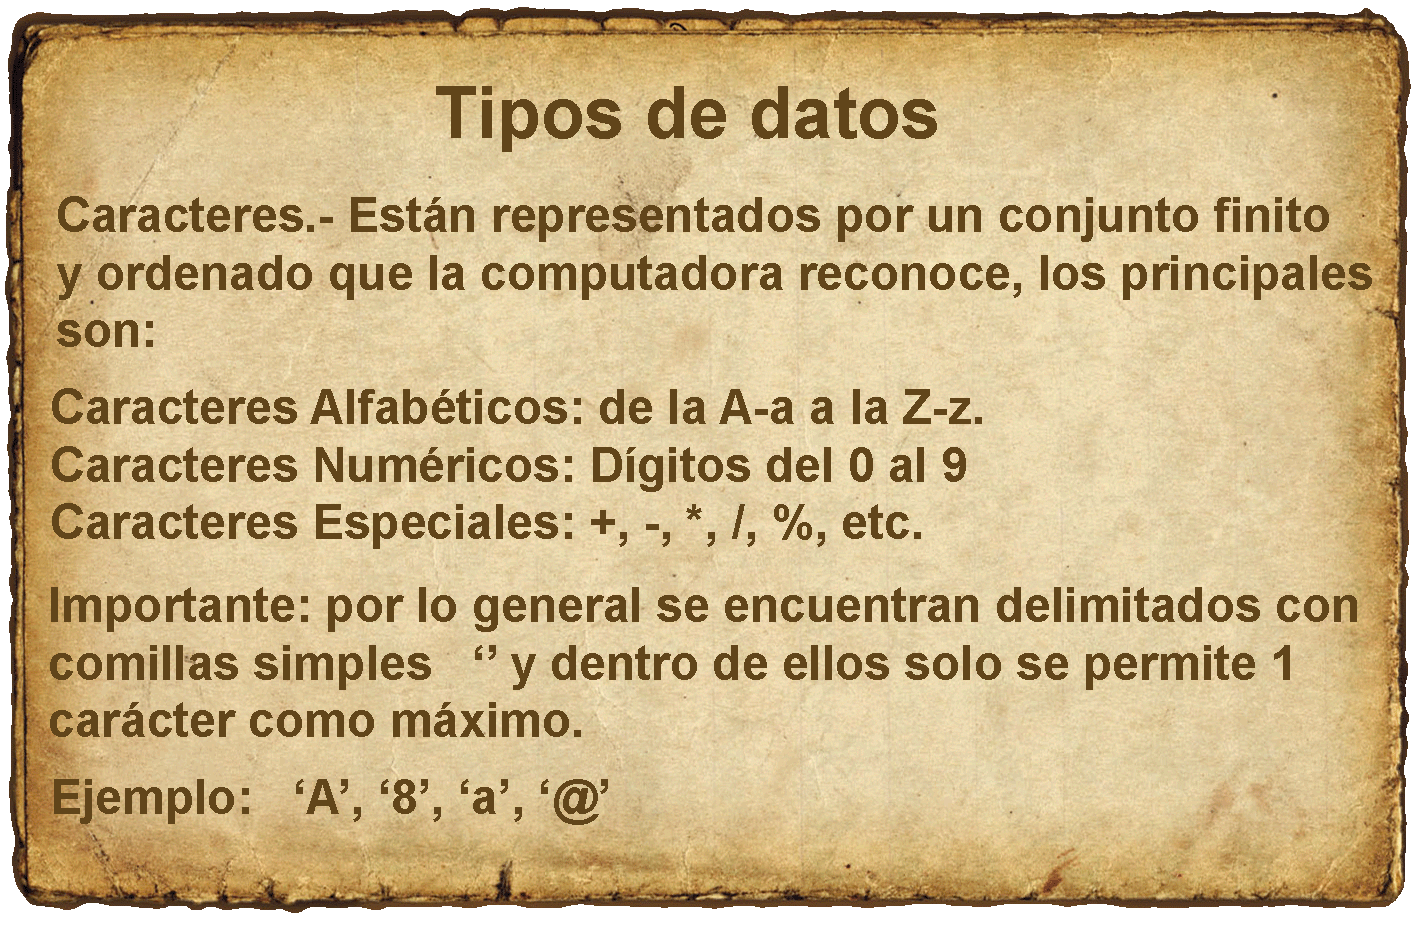 Tipos de datos
Caracteres.- Están representados por un conjunto finito
y ordenado que la computadora reconoce, los principales
son:
Caracteres Alfabéticos: de la A-a a la Z-z.
Caracteres Numéricos: Dígitos del 0 al 9
Caracteres Especiales: +, -, *, /, %, etc.
Importante: por lo general se encuentran delimitados con
comillas simples ‘’ y dentro de ellos solo se permite 1
carácter como máximo.
Ejemplo: ‘A’, ‘8’, ‘a’, ‘@’